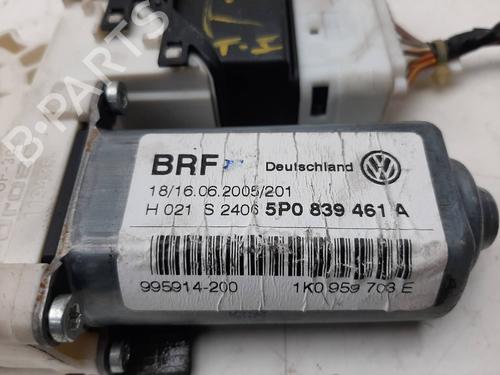 B-PARTS
T.H
BRF Deutschland
18/16.06.2005/201
H 021 S 2406 5P0 839 461 A
995914-200 1K0 959 703 E